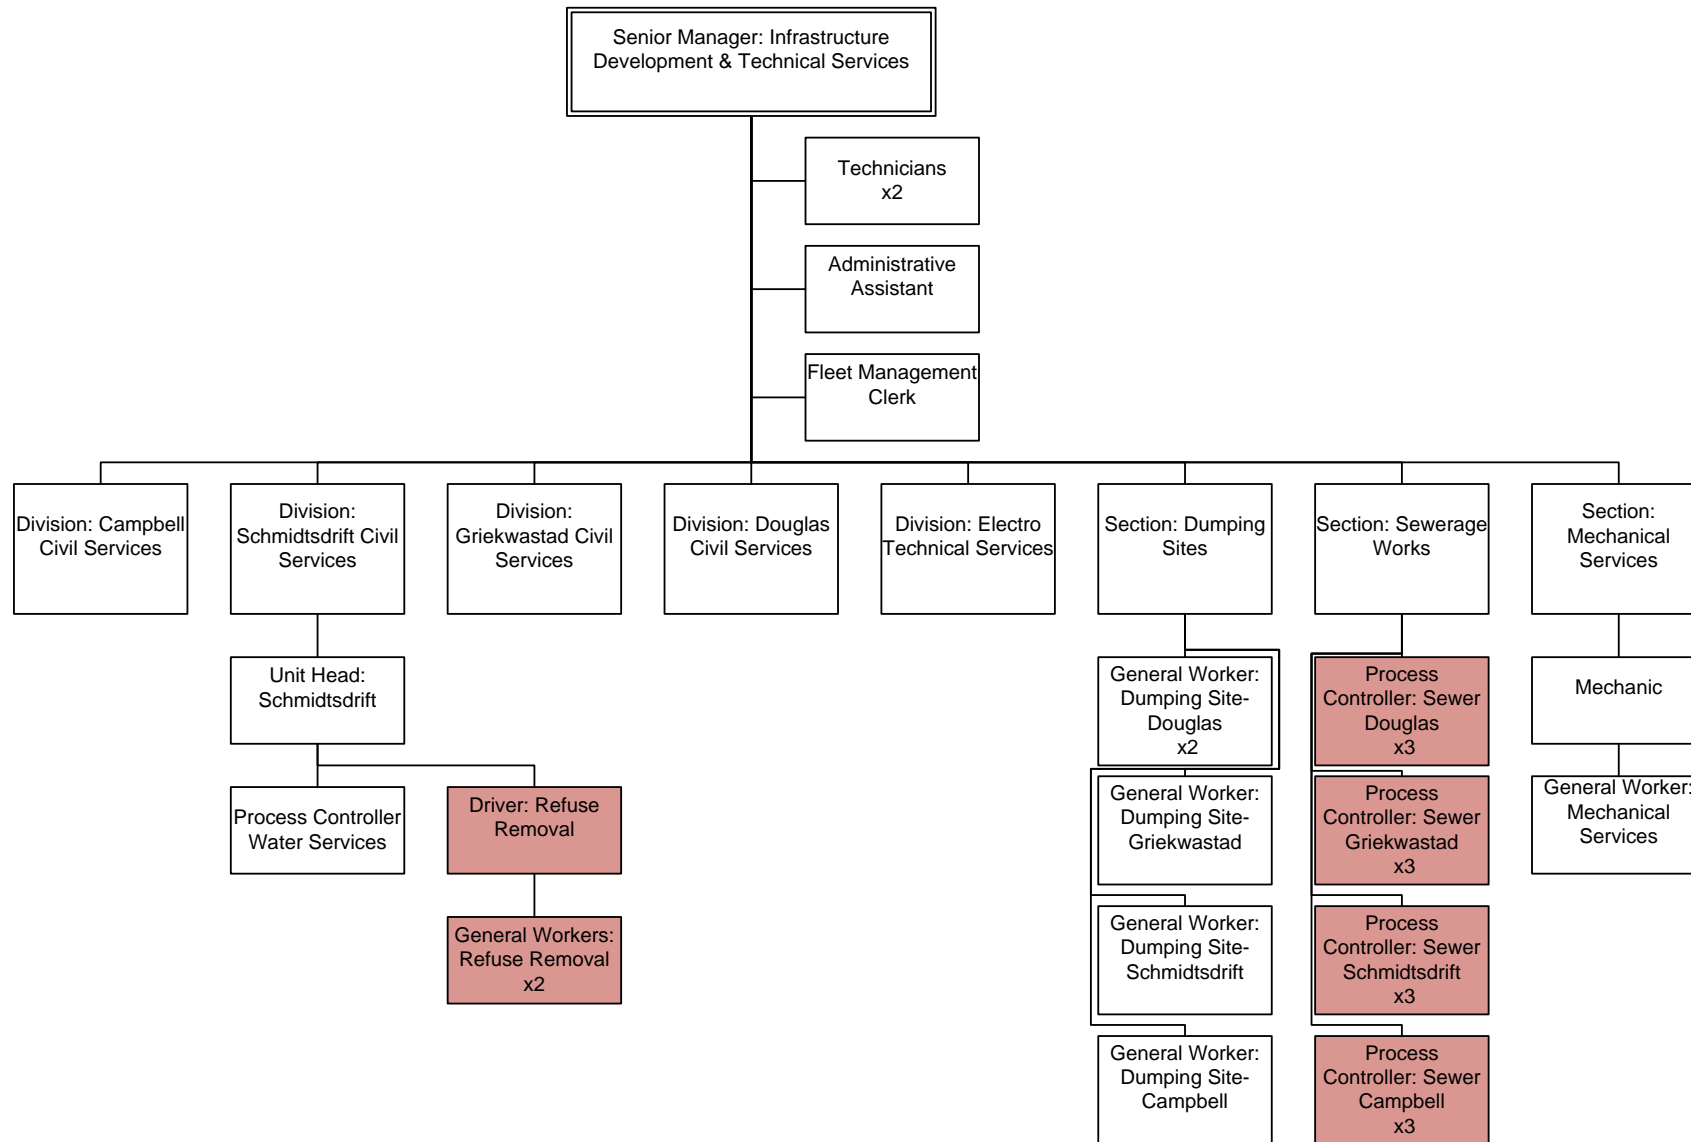 Senior Manager: Infrastructure
Development & Technical Services
Technicians
x2
Administrative
Assistant
Fleet Management
Clerk
Division: Campbell
Civil Services
Division:
Schmidtsdrift Civil
Services
Division:
Griekwastad Civil
Services
Division: Douglas
Civil Services
Division: Electro
Technical Services
Section: Dumping
Sites
Section: Sewerage
Works
Section:
Mechanical
Services
Unit Head:
Schmidtsdrift
General Worker:
Dumping Site-
Douglas
x2
Process
Controller: Sewer
Douglas
x3
Mechanic
Process Controller
Water Services
Driver: Refuse
Removal
General Worker:
Dumping Site-
Griekwastad
Process
Controller: Sewer
Griekwastad
x3
General Worker:
Mechanical
Services
General Workers:
Refuse Removal
x2
General Worker:
Dumping Site-
Schmidtsdrift
Process
Controller: Sewer
Schmidtsdrift
x3
General Worker:
Dumping Site-
Campbell
Process
Controller: Sewer
Campbell
x3